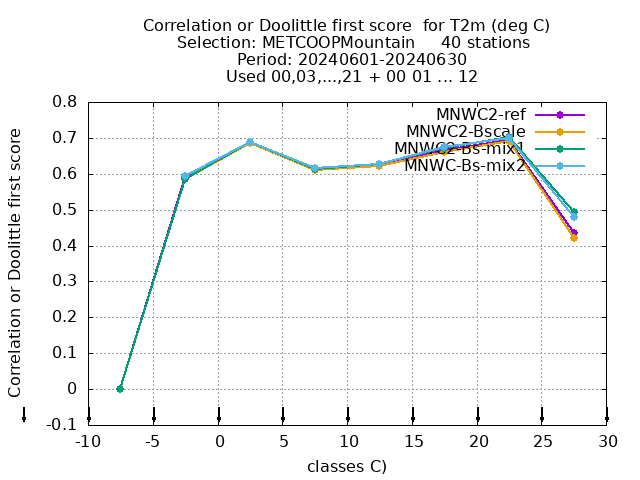 Correlation or Doolittle first score  for T2m (deg C)
Selection: METCOOPMountain     40 stations
Period: 20240601-20240630
Used 00,03,...,21 + 00 01 ... 12
Correlation or Doolittle first score
0.8
0.7
0.6
0.5
0.4
0.3
0.2
0.1
0
-0.1
MNWC2-ref
MNWC2-Bscale
MNWC2-Bs-mix1
MNWC-Bs-mix2
-10 -5 0 5 10 15 20 25 30
classes C)